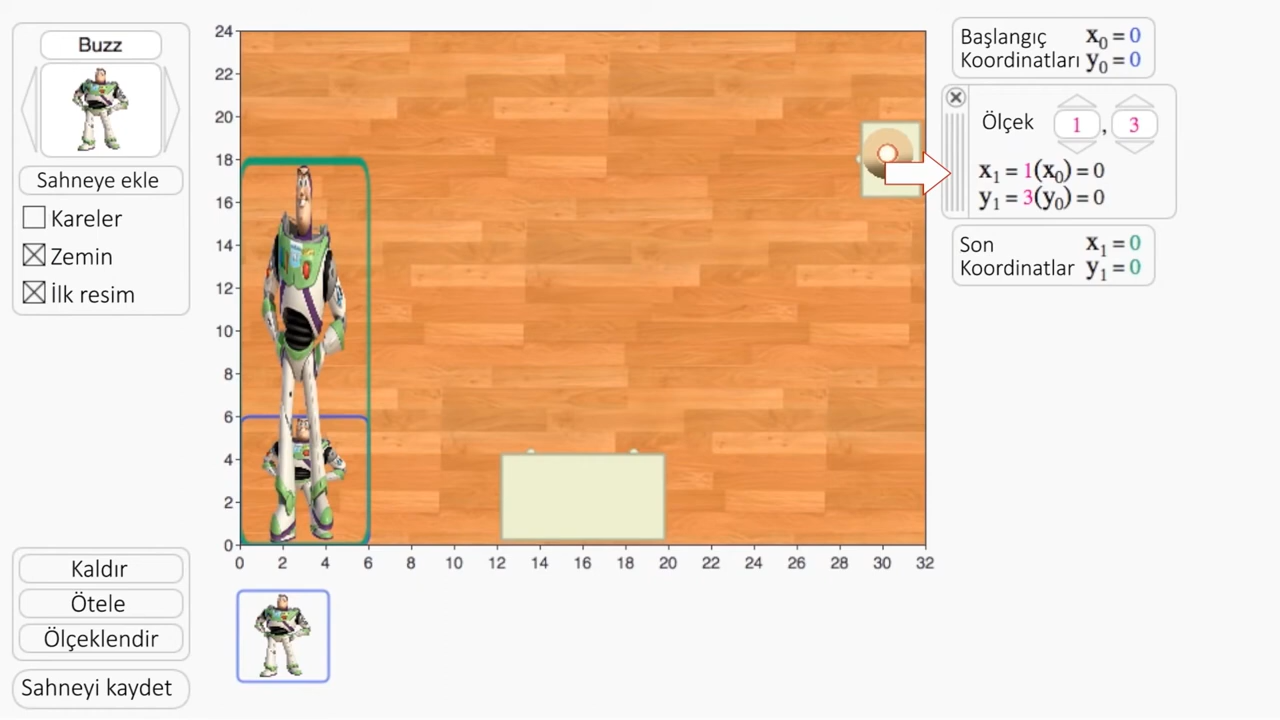 Buzz
Sahneye ekle
Kareler
Zemin
İlk resim
Kaldır
Ötele
Ölçeklendir
Sahneyi kaydet
24
22
20
18
16
14
12
10
8
6
4
2
0
0 2 4 6 8 10 12 14 16 18 20 22 24 26 28 30 32
Başlangıç x₀ = 0
Koordinatları y₀ = 0
Ölçek 1 , 3
x₁ = 1(x₀) = 0
y₁ = 3(y₀) = 0
Son x₁ = 0
Koordinatlar y₁ = 0